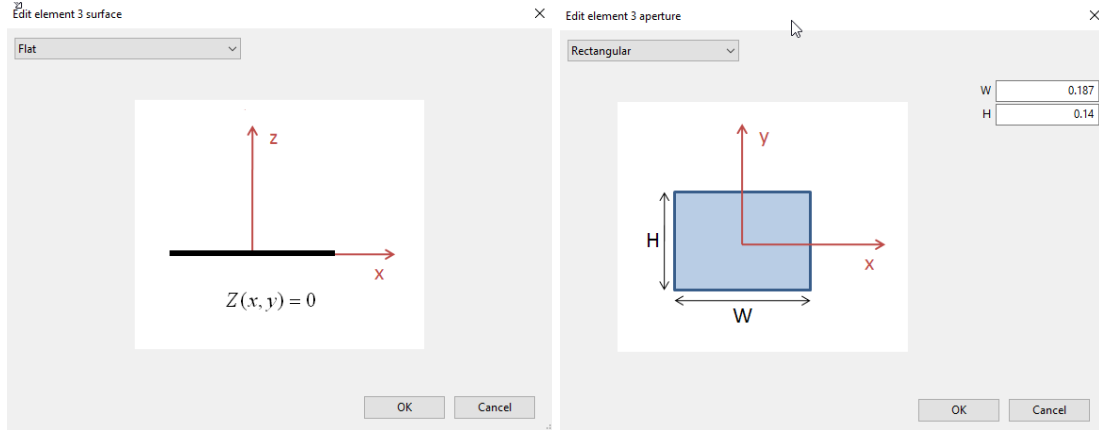 Edit element 3 surface
Flat
z
x
Z(x, y) = 0
OK Cancel
Edit element 3 aperture
Rectangular
W 0.187
H 0.14
y
H
x
W
OK Cancel